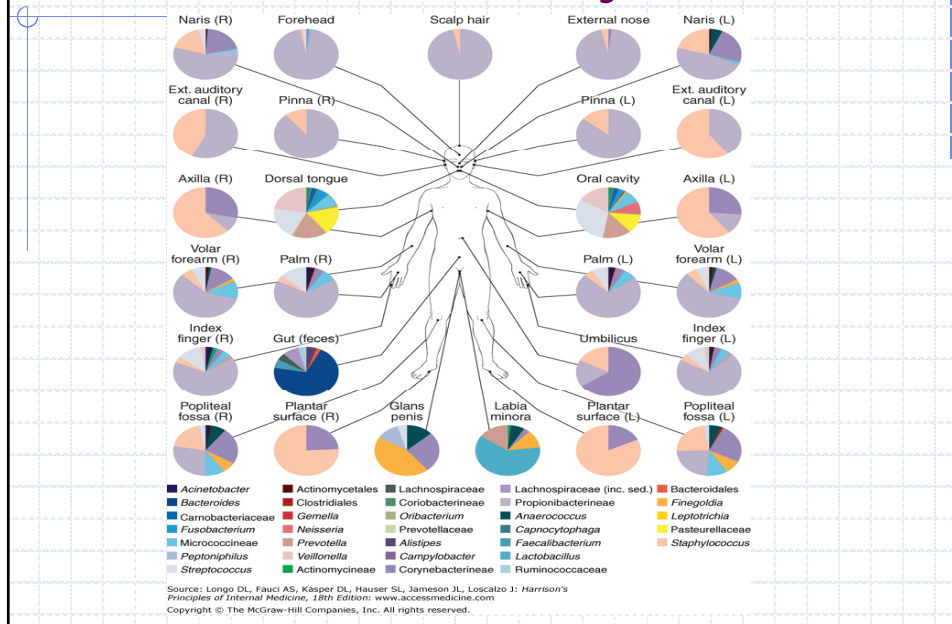 Naris (R)
Forehead
Scalp hair
External nose
Naris (L)
Ext. auditory
canal (R)
Pinna (R)
Pinna (L)
Ext. auditory
canal (L)
Axilla (R)
Dorsal tongue
Oral cavity
Axilla (L)
Volar
forearm (R)
Palm (R)
Palm (L)
Volar
forearm (L)
Index
finger (R)
Gut (feces)
Umbilicus
Index
finger (L)
Popliteal
fossa (R)
Plantar
surface (R)
Glans
penis
Labia
minora
Plantar
surface (L)
Popliteal
fossa (L)
Acinetobacter
Bacteroides
Carnobacteriaceae
Fusobacterium
Micrococcineae
Peptoniphilus
Streptococcus
Actinomycetales
Clostridiales
Gemella
Neisseria
Prevotella
Veillonella
Actinomycineae
Lachnospiraceae
Coriobacterineae
Oribacterium
Prevotellaceae
Alistipes
Campylobacter
Corynebacterineae
Lachnospiraceae (inc. sed.)
Propionibacterineae
Anaerococcus
Capnocytophaga
Faecalibacterium
Lactobacillus
Ruminococcaceae
Bacteroidales
Finegoldia
Leptotrichia
Pasteurellaceae
Staphylococcus
Source: Longo DL, Fauci AS, Kasper DL, Hauser SL, Jameson JL, Loscalzo J: Harrison's
Principles of Internal Medicine, 18th Edition: www.accessmedicine.com
Copyright © The McGraw-Hill Companies, Inc. All rights reserved.